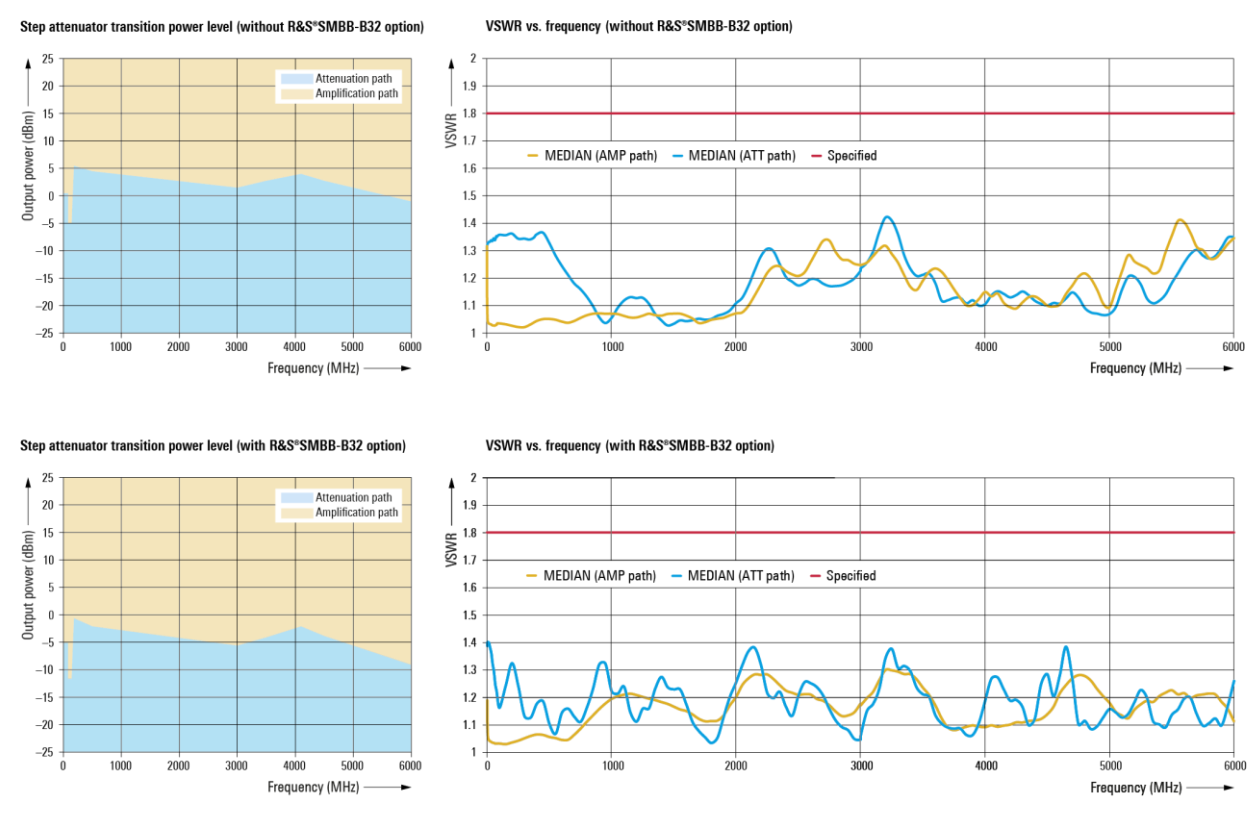 Step attenuator transition power level (without R&S®SMBB-B32 option)
25
20
15
10
5
0
−5
−10
−15
−20
−25
Output power (dBm)
Attenuation path
Amplification path
0 1000 2000 3000 4000 5000 6000
Frequency (MHz)
VSWR vs. frequency (without R&S®SMBB-B32 option)
2
1.9
1.8
1.7
1.6
1.5
1.4
1.3
1.2
1.1
1
VSWR
MEDIAN (AMP path) MEDIAN (ATT path) Specified
0 1000 2000 3000 4000 5000 6000
Frequency (MHz)
Step attenuator transition power level (with R&S®SMBB-B32 option)
25
20
15
10
5
0
−5
−10
−15
−20
−25
Output power (dBm)
Attenuation path
Amplification path
0 1000 2000 3000 4000 5000 6000
Frequency (MHz)
VSWR vs. frequency (with R&S®SMBB-B32 option)
2
1.9
1.8
1.7
1.6
1.5
1.4
1.3
1.2
1.1
1
VSWR
MEDIAN (AMP path) MEDIAN (ATT path) Specified
0 1000 2000 3000 4000 5000 6000
Frequency (MHz)